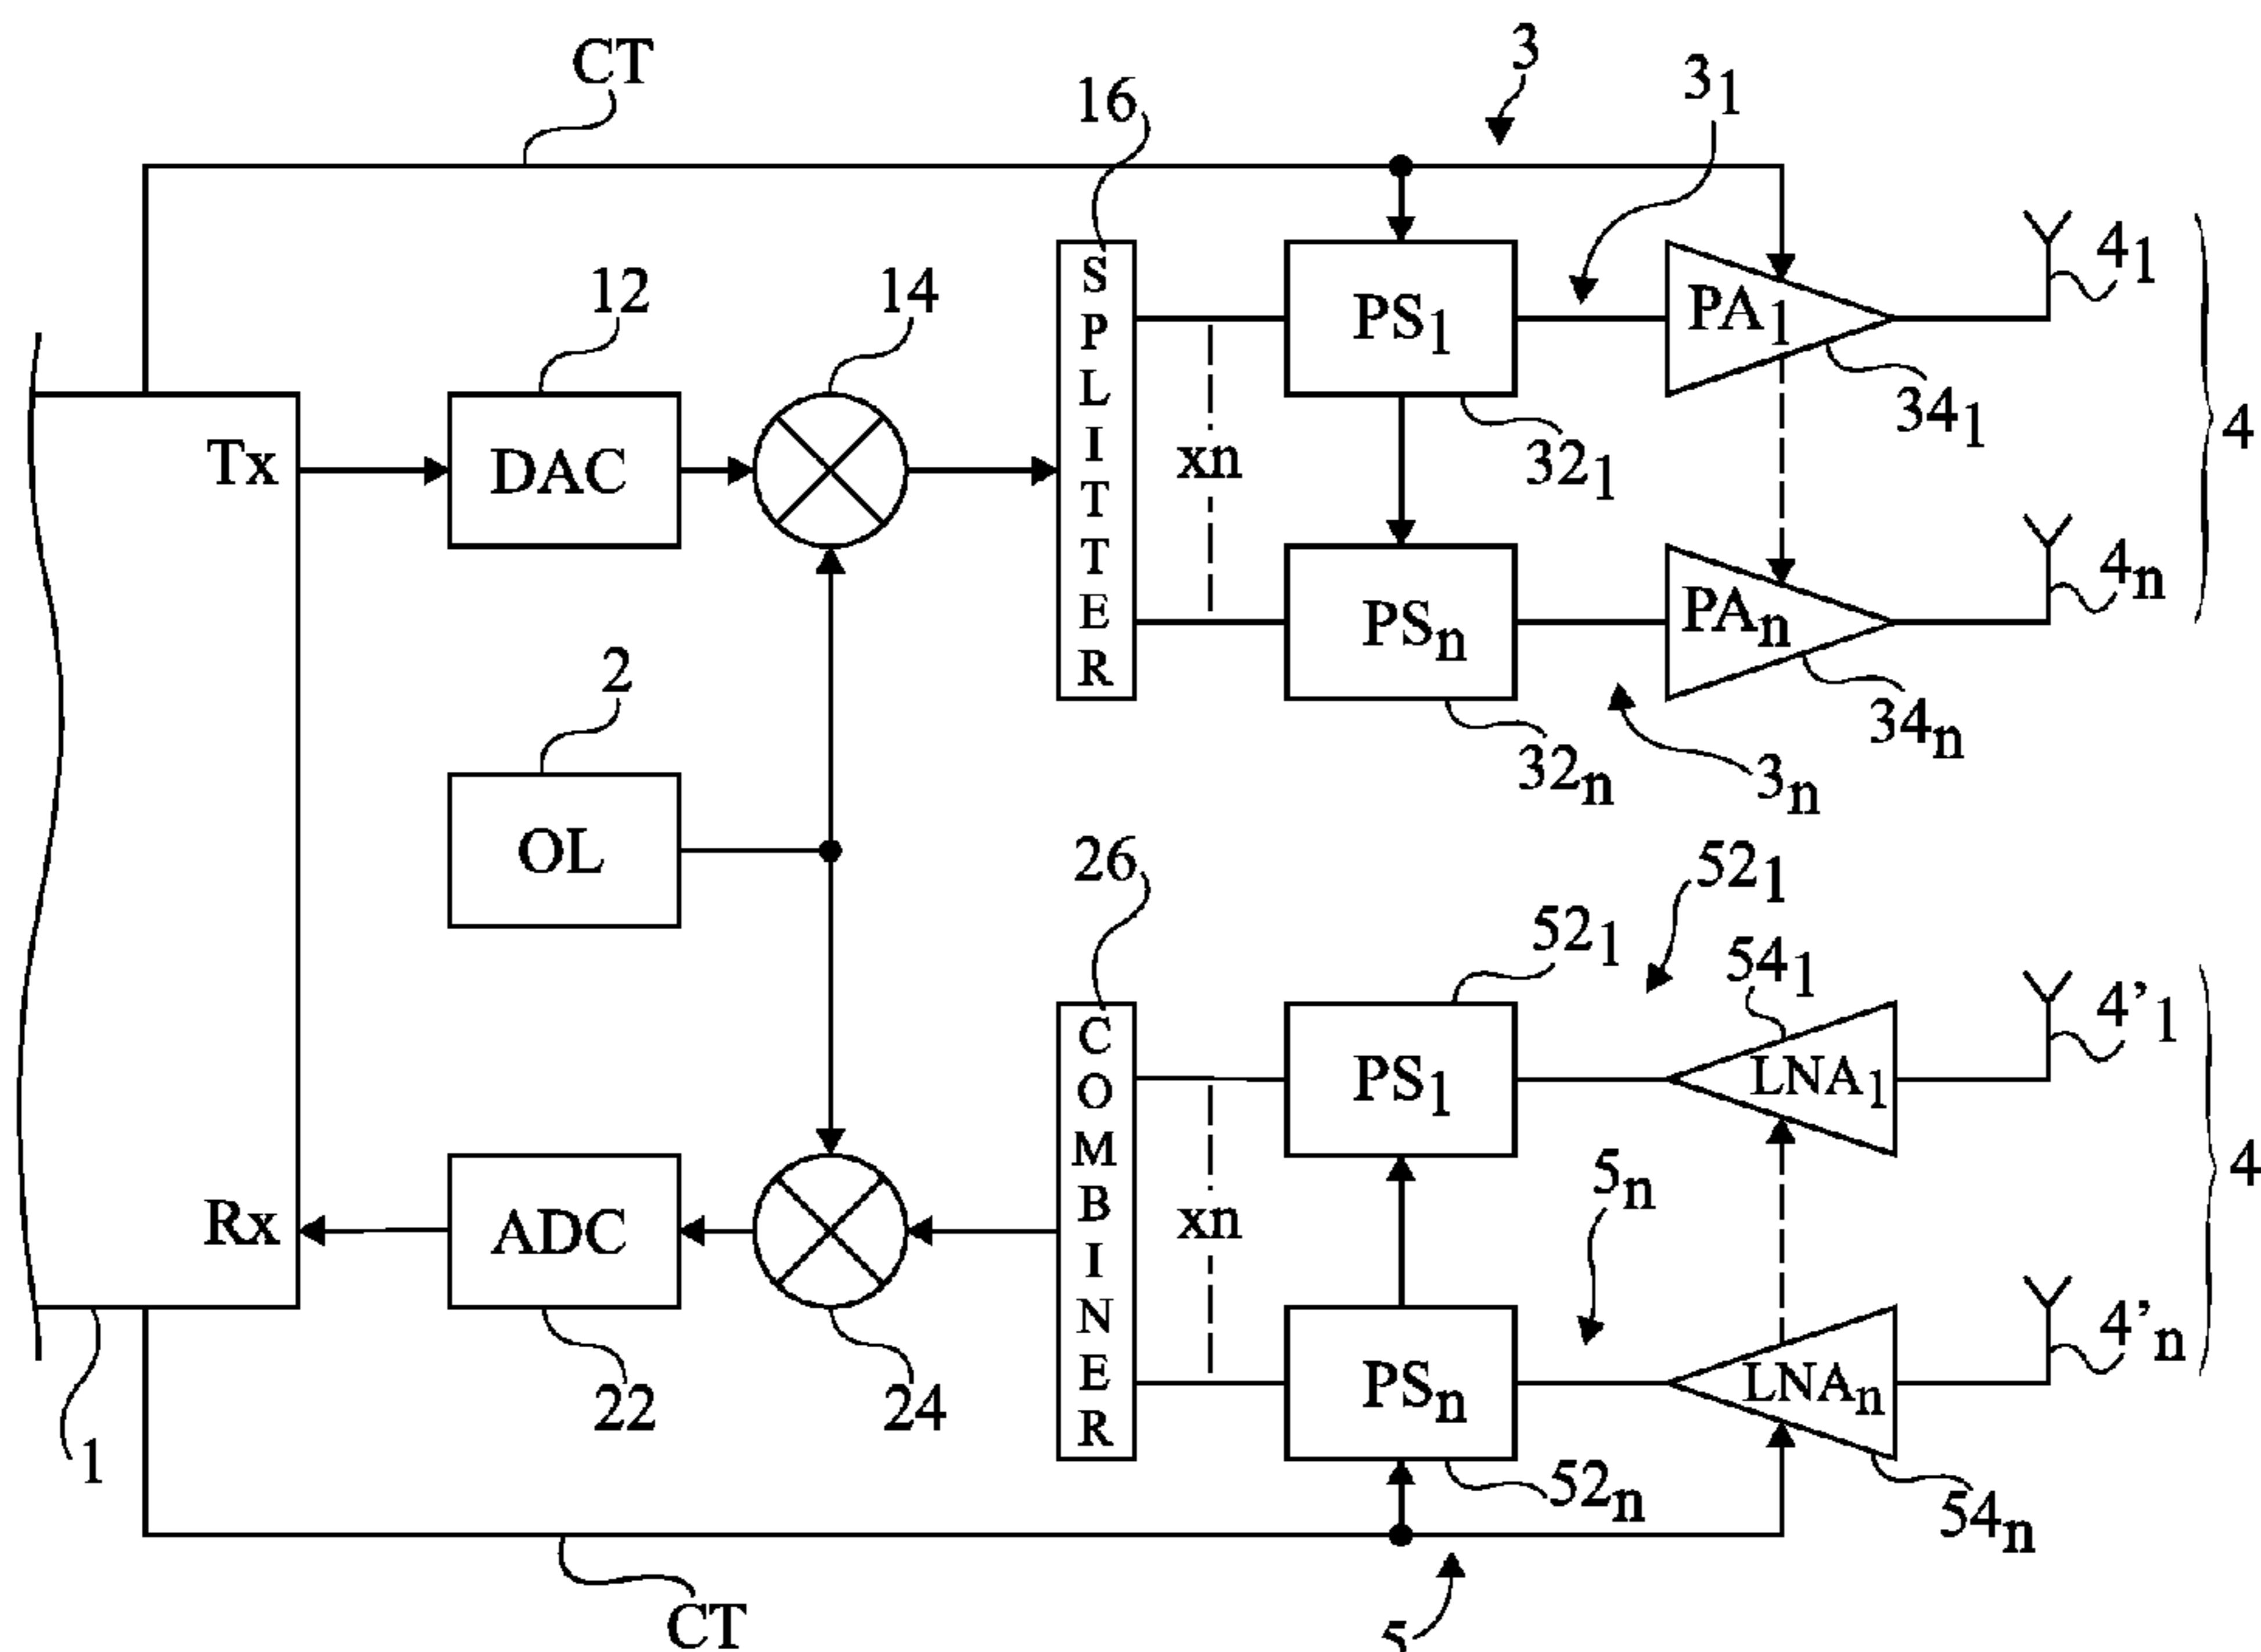 CT
3
3₁
16
12
14
S
P
L
I
T
T
E
R
PS₁
PA₁
4₁
34₁
4
Tx
DAC
xn
32₁
PSₙ
PAₙ
4ₙ
2
OL
32ₙ
3ₙ
34ₙ
26
52₁
52₁
54₁
C
O
M
B
I
N
E
R
PS₁
LNA₁
4’₁
4
Rx
ADC
xn
5ₙ
PSₙ
LNAₙ
4’ₙ
1
22
24
52ₙ
54ₙ
CT
5